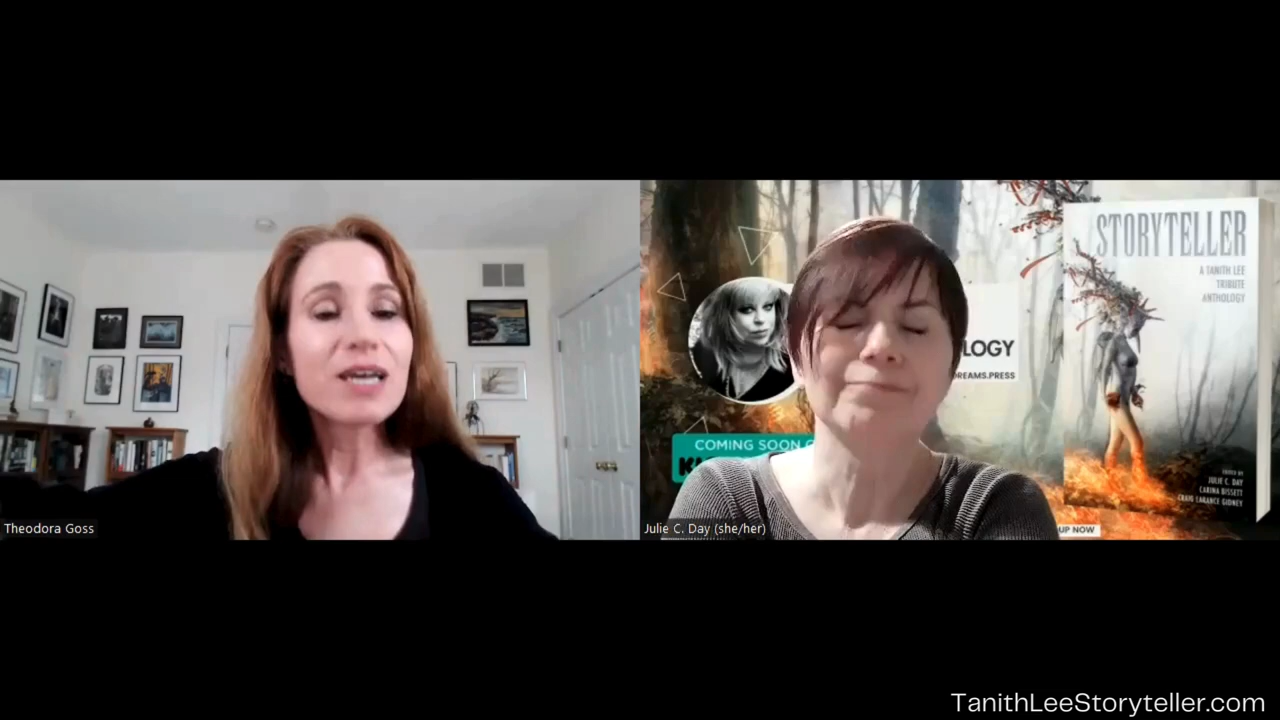 STORYTELLER
A TANITH LEE
TRIBUTE
ANTHOLOGY
LOGY
DREAMS.PRESS
COMING SOON
EDITED BY
JULIE C. DAY
CARINA BISSETT
CRAIG LAURANCE GIDNEY
UP NOW
Theodora Goss
Julie C. Day (she/her)
TanithLeeStoryteller.com